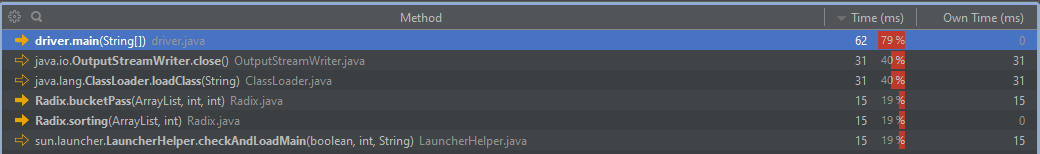 Method Time (ms) Own Time (ms)
driver.main(String[]) driver.java 62 79 % 0
java.io.OutputStreamWriter.close() OutputStreamWriter.java 31 40 % 31
java.lang.ClassLoader.loadClass(String) ClassLoader.java 31 40 % 31
Radix.bucketPass(ArrayList, int, int) Radix.java 15 19 % 15
Radix.sorting(ArrayList, int) Radix.java 15 19 % 0
sun.launcher.LauncherHelper.checkAndLoadMain(boolean, int, String) LauncherHelper.java 15 19 % 15